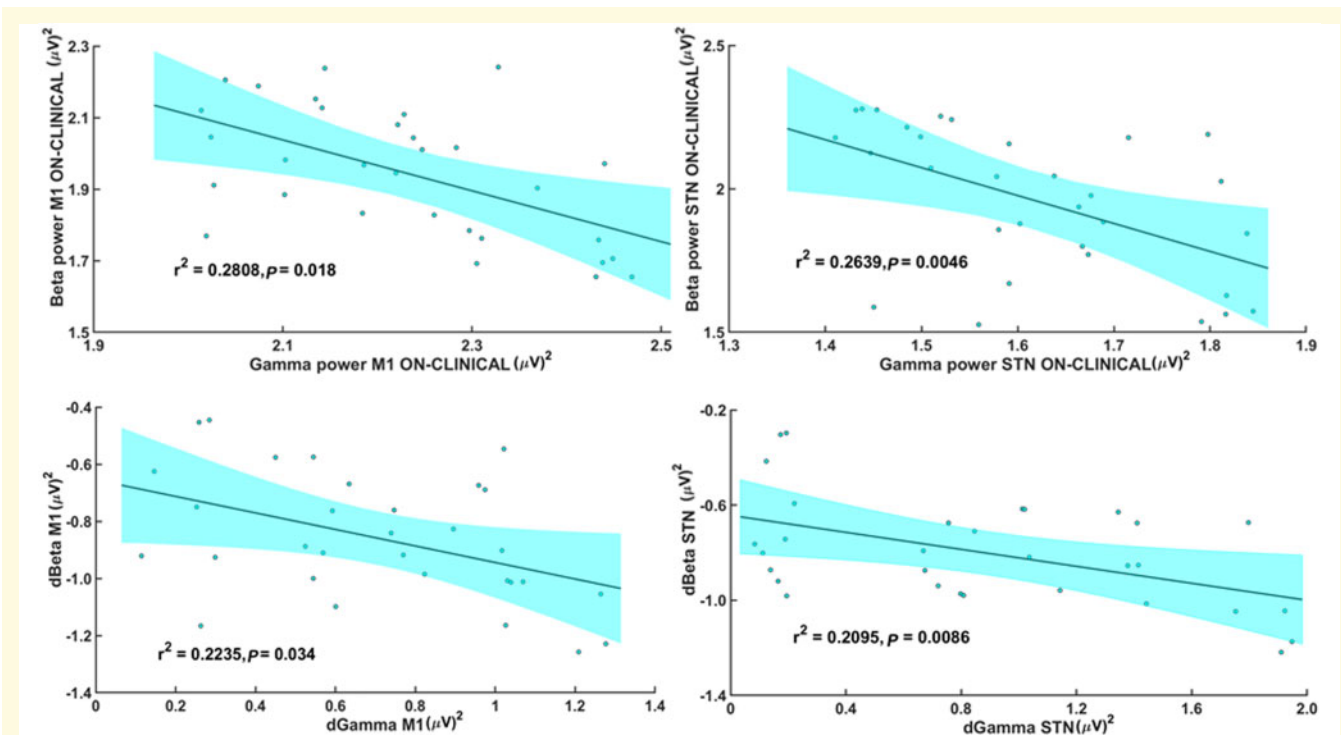 Beta power M1 ON-CLINICAL (μV)²
2.3
2.1
1.9
1.7
1.5
r² = 0.2808, P = 0.018
1.9 2.1 2.3 2.5
Gamma power M1 ON-CLINICAL (μV)²
Beta power STN ON-CLINICAL(μV)²
2.5
2
1.5
r² = 0.2639, P = 0.0046
1.3 1.4 1.5 1.6 1.7 1.8 1.9
Gamma power STN ON-CLINICAL(μV)²
dBeta M1(μV)²
-0.4
-0.6
-0.8
-1.0
-1.2
-1.4
r² = 0.2235, P = 0.034
0 0.2 0.4 0.6 0.8 1 1.2 1.4
dGamma M1(μV)²
dBeta STN (μV)²
-0.2
-0.6
-1.0
-1.4
r² = 0.2095, P = 0.0086
0 0.4 0.8 1.2 1.6 2.0
dGamma STN(μV)²